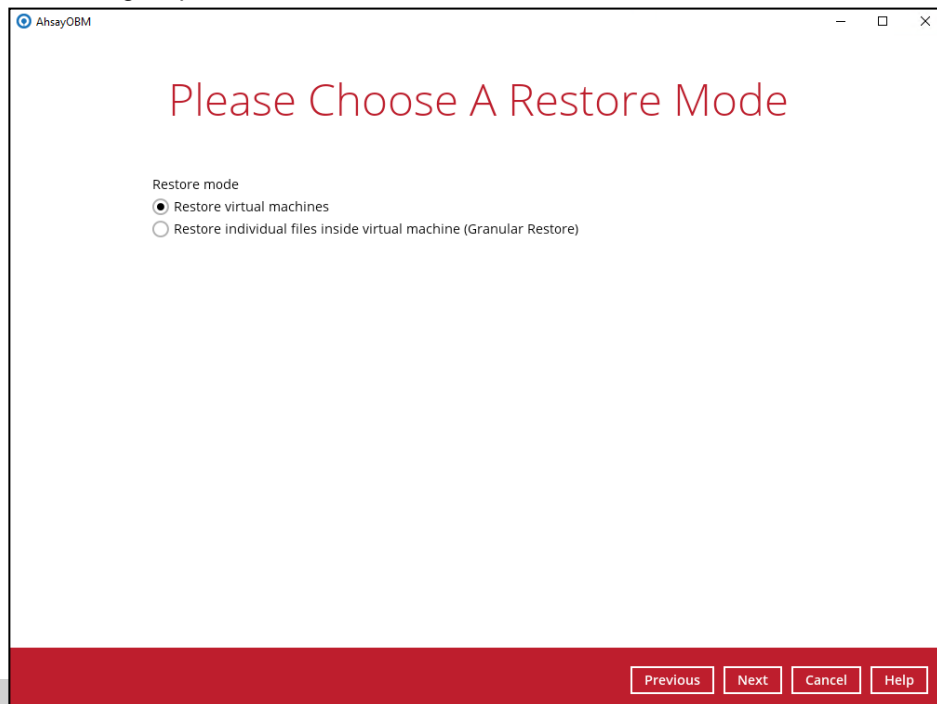 AhsayOBM
Please Choose A Restore Mode
Restore mode
Restore virtual machines
Restore individual files inside virtual machine (Granular Restore)
Previous Next Cancel Help